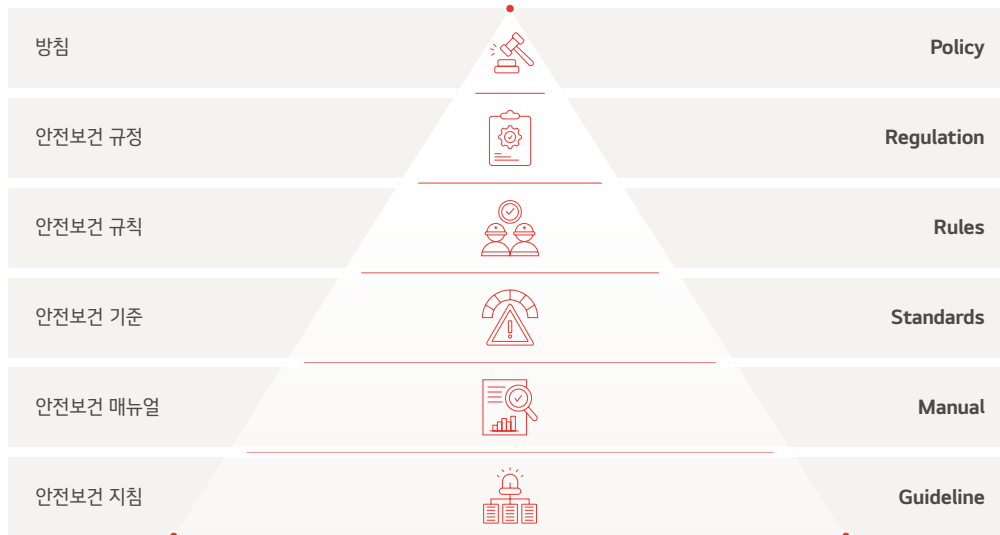 방침
Policy
안전보건 규정
Regulation
안전보건 규칙
Rules
안전보건 기준
Standards
안전보건 매뉴얼
Manual
안전보건 지침
Guideline